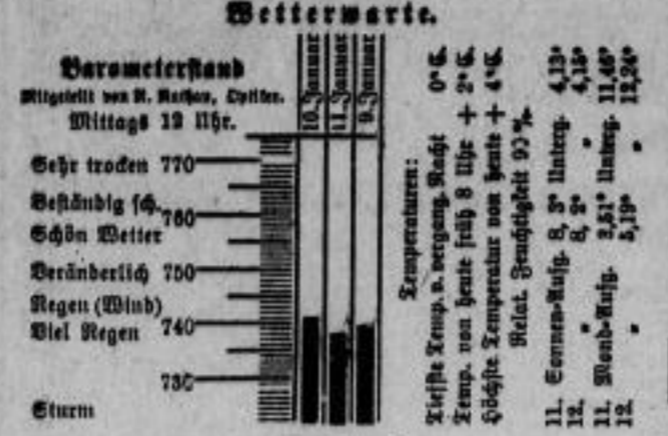 Wetterwarte.
Barometerstand
Mitgeteilt von R. Nathan, Optiker.
Mittags 12 Uhr.
10. Januar
11. Januar
9. Januar
Sehr trocken 770
Beständig sch. 760
Schön Wetter
Veränderlich 750
Regen (Wind)
Viel Regen 740
730
Sturm
Temperaturen:
Tiefste Temp. v. vergang. Nacht 0° C.
Temp. von heute früh 8 Uhr + 2° C.
Höchste Temperatur von heute + 4° C.
Relat. Feuchtigkeit 90 %.
11. Sonnen-Aufg. 8, 3° Unterg. 4,13°
12. " 8, 2° " 4,15°
11. Mond-Aufg. 3,51° Unterg. 11,46°
12. " 5,19° " 12,24°